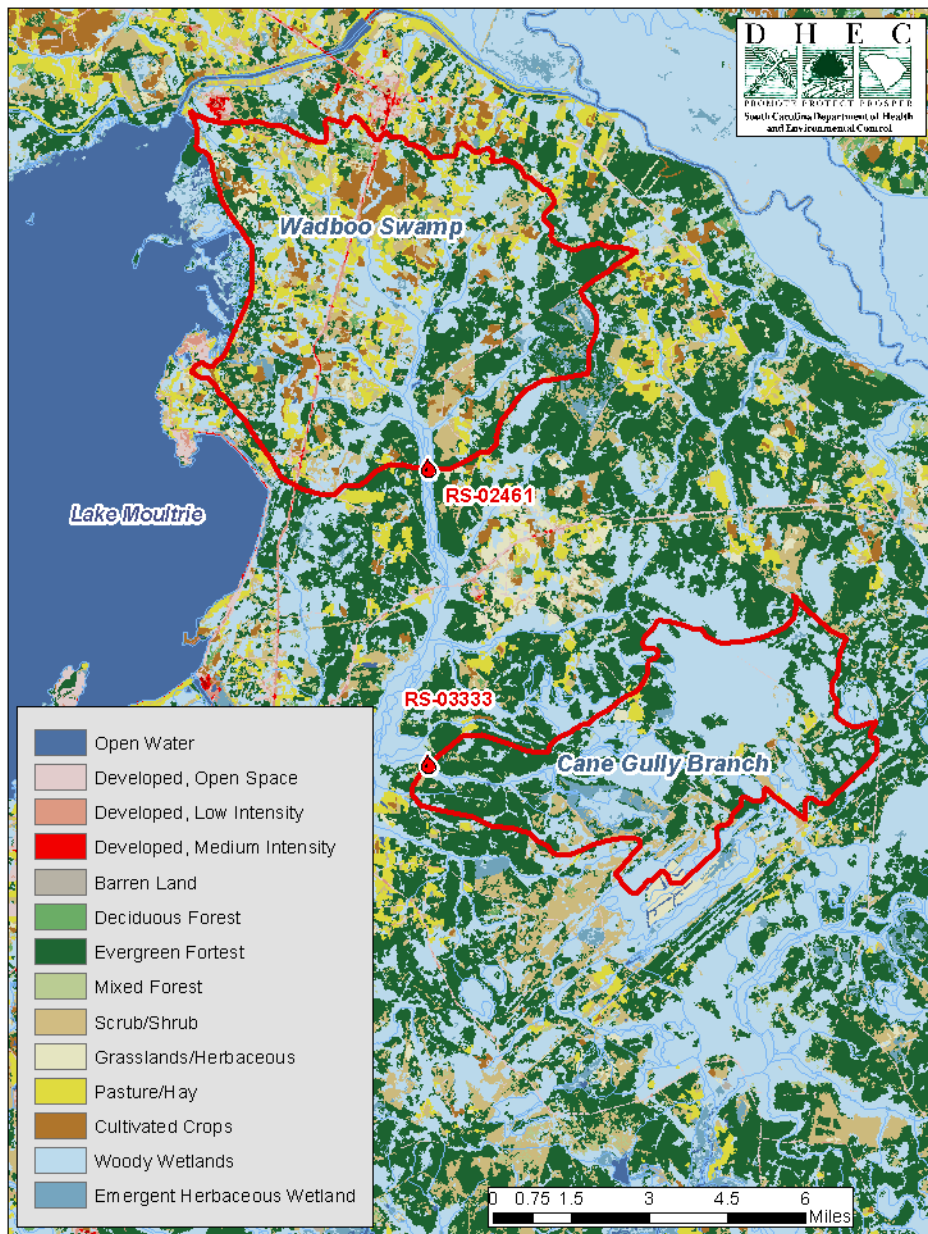 D H E C
PROMOTE PROTECT PROSPER
South Carolina Department of Health
and Environmental Control
Wadboo Swamp
RS-02461
Lake Moultrie
RS-03333
Cane Gully Branch
Open Water
Developed, Open Space
Developed, Low Intensity
Developed, Medium Intensity
Barren Land
Deciduous Forest
Evergreen Fortest
Mixed Forest
Scrub/Shrub
Grasslands/Herbaceous
Pasture/Hay
Cultivated Crops
Woody Wetlands
Emergent Herbaceous Wetland
0 0.75 1.5 3 4.5 6
Miles